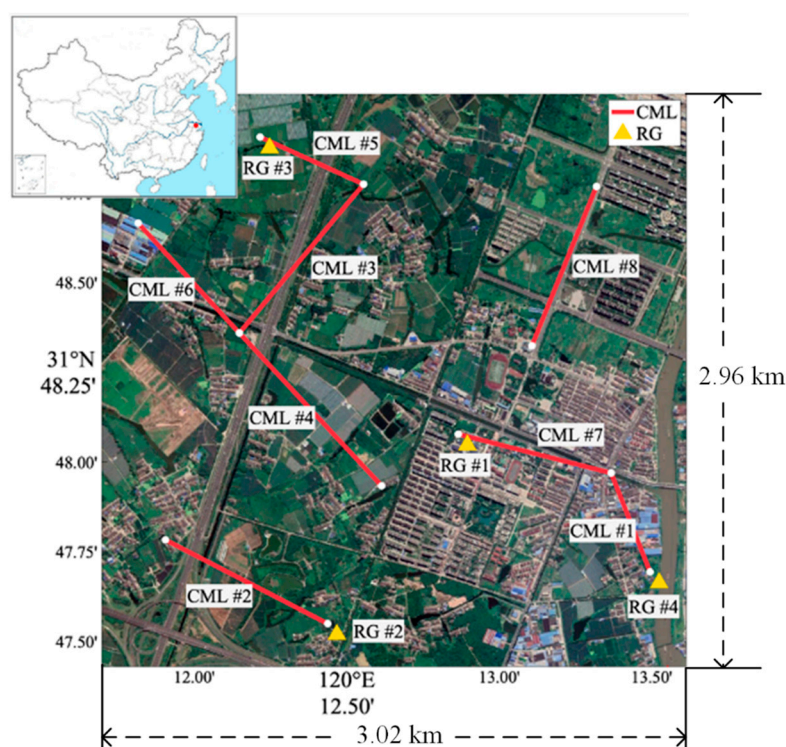 CML
RG
CML #5
RG #3
CML #3
CML #8
CML #6
48.50'
31°N
48.25'
2.96 km
CML #4
CML #7
RG #1
48.00'
CML #1
47.75'
CML #2
RG #4
RG #2
47.50'
12.00'
120°E
12.50'
13.00'
13.50'
3.02 km